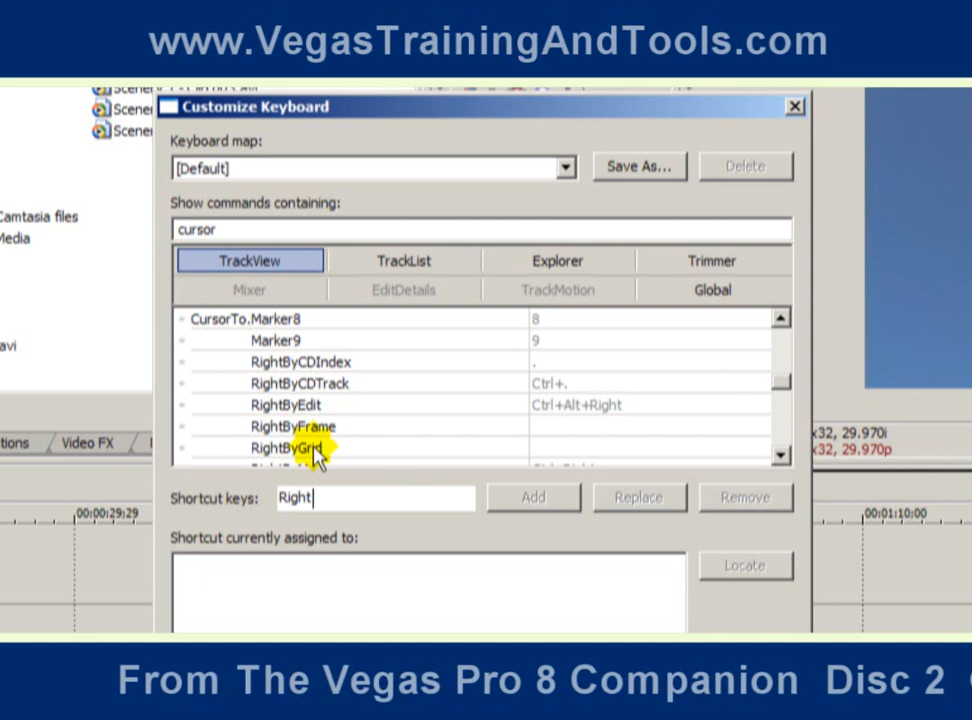 www.VegasTrainingAndTools.com
Customize Keyboard
Keyboard map:
[Default]
Save As...
Delete
Show commands containing:
cursor
TrackView TrackList Explorer Trimmer
Mixer EditDetails TrackMotion Global
CursorTo.Marker8 8
Marker9 9
RightByCDIndex .
RightByCDTrack Ctrl+.
RightByEdit Ctrl+Alt+Right
RightByFrame
RightByGrid
Shortcut keys: Right Add Replace Remove
Shortcut currently assigned to:
Locate
Scene
Scene
Camtasia files
Media
avi
tions Video FX
x32, 29.970i
x32, 29.970p
00:00:29;29
00:01:10;00
From The Vegas Pro 8 Companion Disc 2